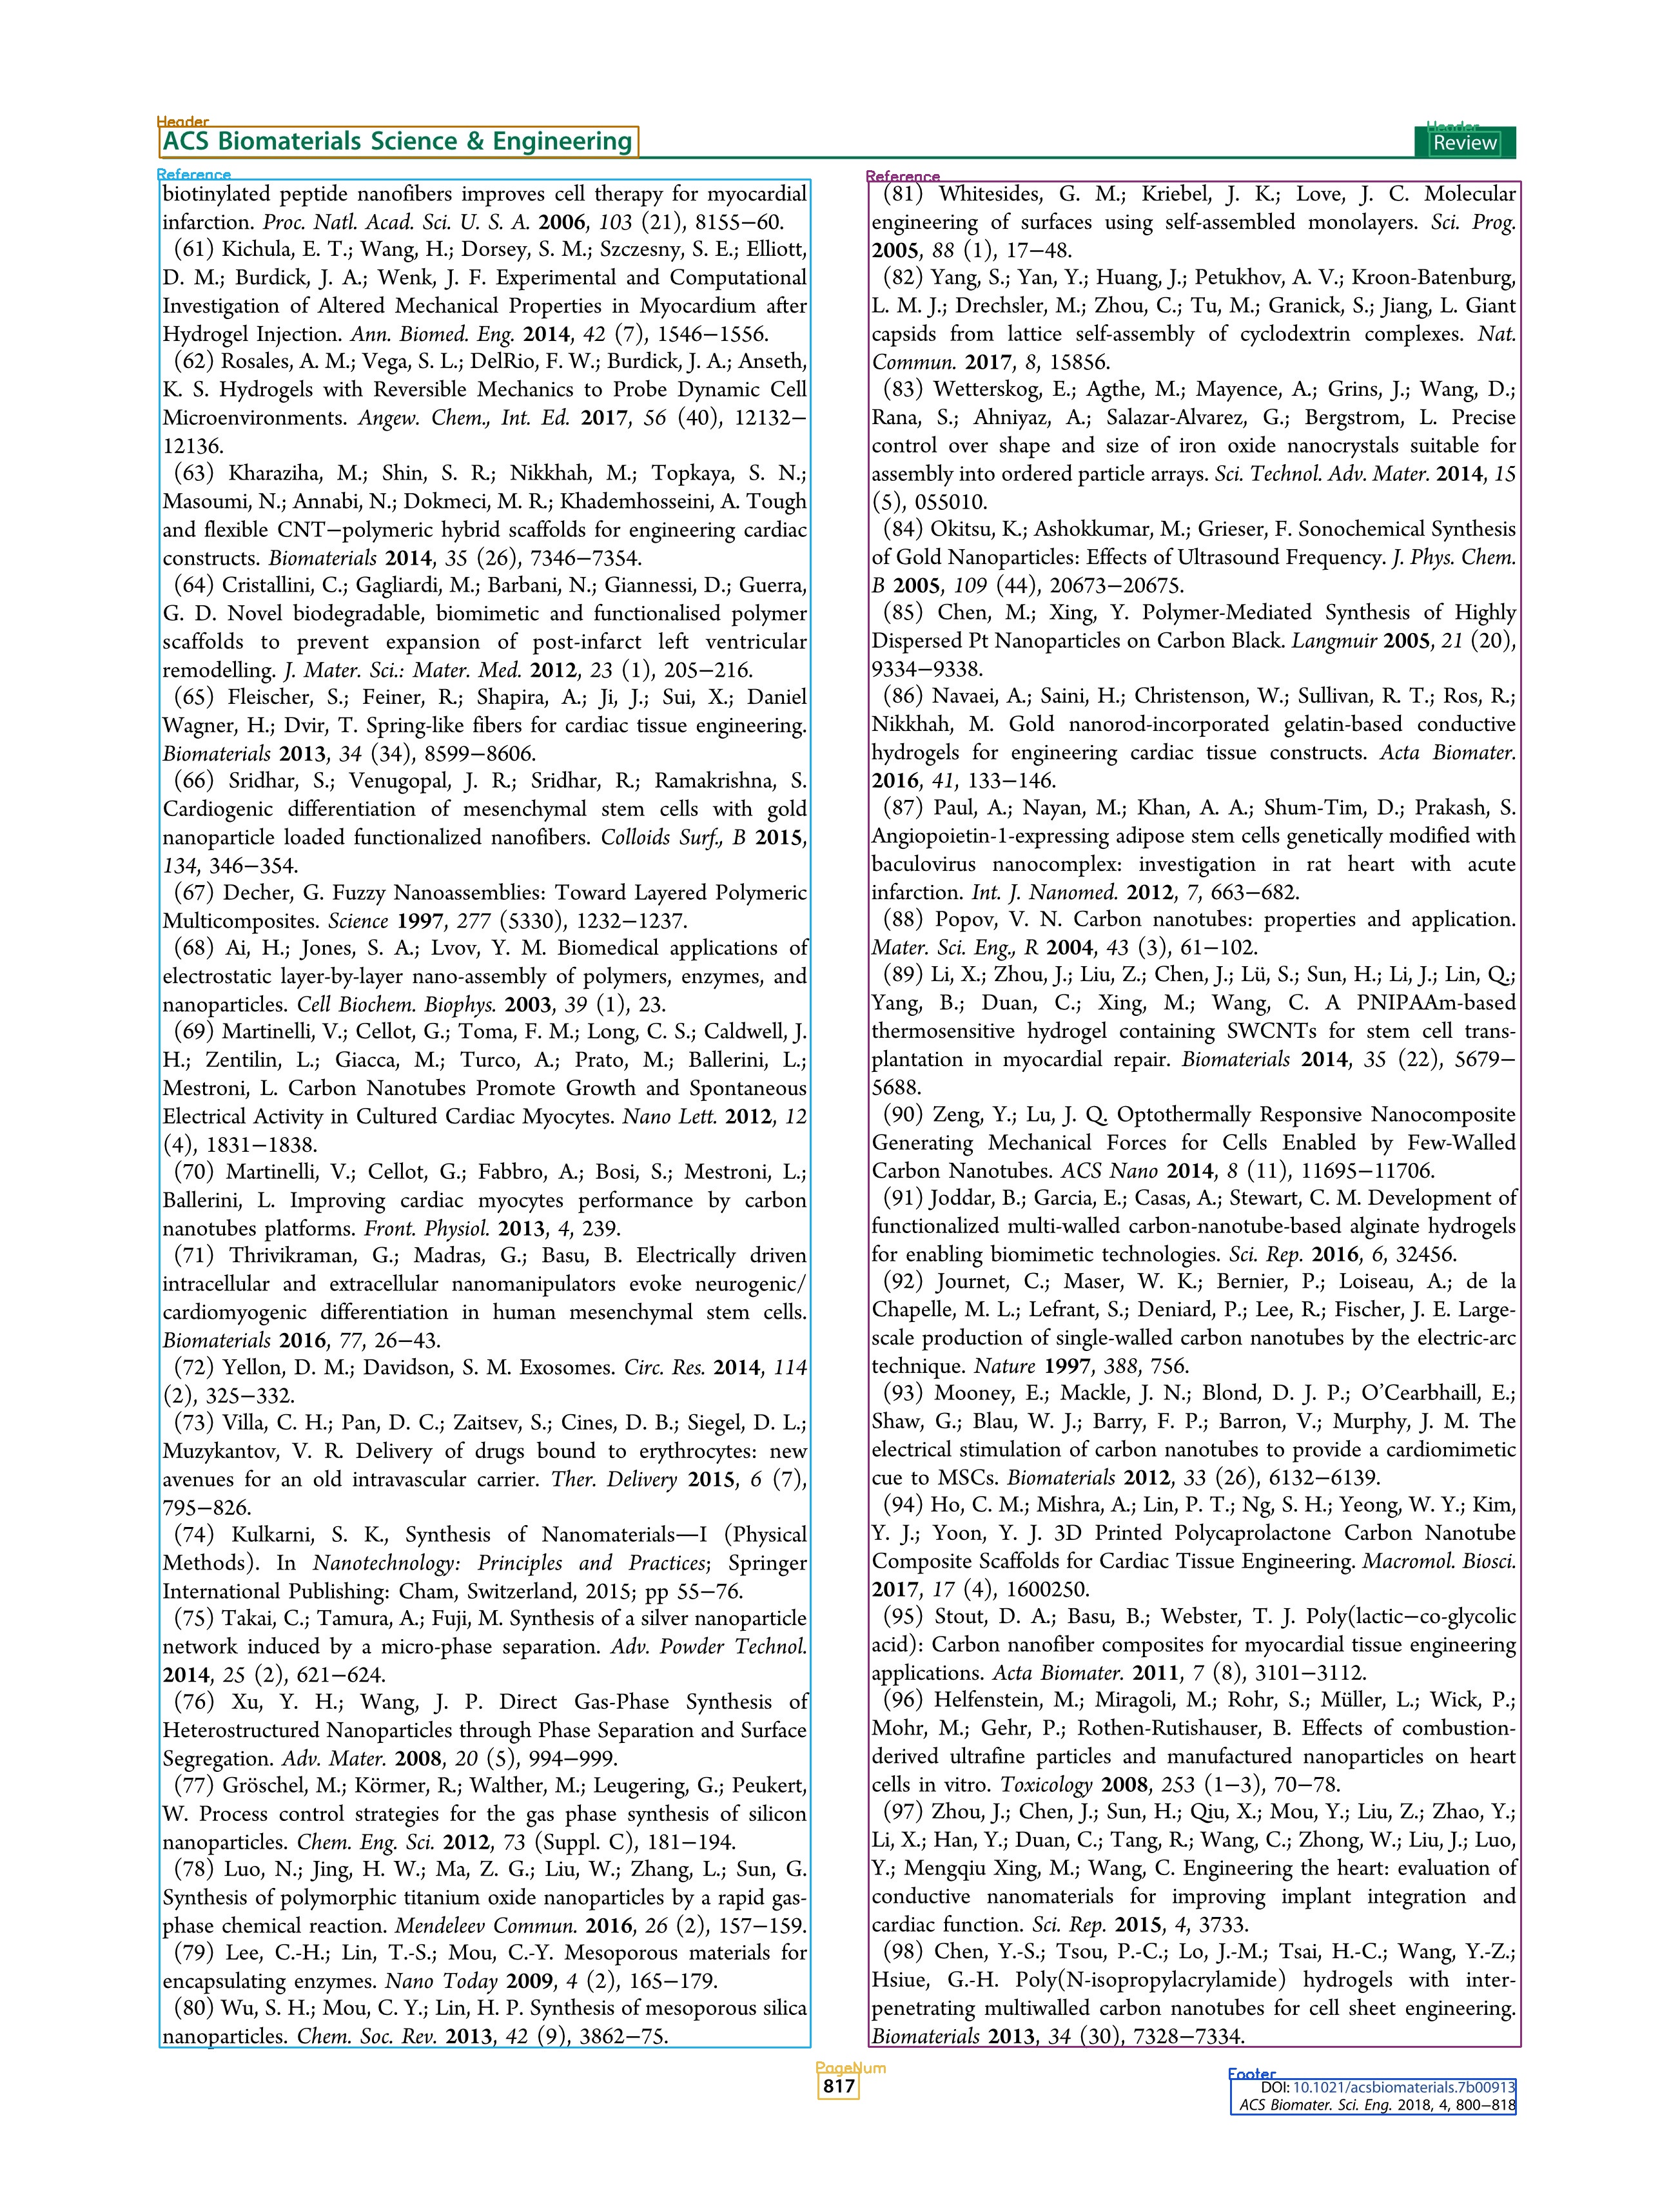 Header
ACS Biomaterials Science & Engineering
Header
Review
Reference
biotinylated peptide nanofibers improves cell therapy for myocardial
infarction. Proc. Natl. Acad. Sci. U. S. A. 2006, 103 (21), 8155−60.
(61) Kichula, E. T.; Wang, H.; Dorsey, S. M.; Szczesny, S. E.; Elliott,
D. M.; Burdick, J. A.; Wenk, J. F. Experimental and Computational
Investigation of Altered Mechanical Properties in Myocardium after
Hydrogel Injection. Ann. Biomed. Eng. 2014, 42 (7), 1546−1556.
(62) Rosales, A. M.; Vega, S. L.; DelRio, F. W.; Burdick, J. A.; Anseth,
K. S. Hydrogels with Reversible Mechanics to Probe Dynamic Cell
Microenvironments. Angew. Chem., Int. Ed. 2017, 56 (40), 12132−
12136.
(63) Kharaziha, M.; Shin, S. R.; Nikkhah, M.; Topkaya, S. N.;
Masoumi, N.; Annabi, N.; Dokmeci, M. R.; Khademhosseini, A. Tough
and flexible CNT−polymeric hybrid scaffolds for engineering cardiac
constructs. Biomaterials 2014, 35 (26), 7346−7354.
(64) Cristallini, C.; Gagliardi, M.; Barbani, N.; Giannessi, D.; Guerra,
G. D. Novel biodegradable, biomimetic and functionalised polymer
scaffolds to prevent expansion of post-infarct left ventricular
remodelling. J. Mater. Sci.: Mater. Med. 2012, 23 (1), 205−216.
(65) Fleischer, S.; Feiner, R.; Shapira, A.; Ji, J.; Sui, X.; Daniel
Wagner, H.; Dvir, T. Spring-like fibers for cardiac tissue engineering.
Biomaterials 2013, 34 (34), 8599−8606.
(66) Sridhar, S.; Venugopal, J. R.; Sridhar, R.; Ramakrishna, S.
Cardiogenic differentiation of mesenchymal stem cells with gold
nanoparticle loaded functionalized nanofibers. Colloids Surf., B 2015,
134, 346−354.
(67) Decher, G. Fuzzy Nanoassemblies: Toward Layered Polymeric
Multicomposites. Science 1997, 277 (5330), 1232−1237.
(68) Ai, H.; Jones, S. A.; Lvov, Y. M. Biomedical applications of
electrostatic layer-by-layer nano-assembly of polymers, enzymes, and
nanoparticles. Cell Biochem. Biophys. 2003, 39 (1), 23.
(69) Martinelli, V.; Cellot, G.; Toma, F. M.; Long, C. S.; Caldwell, J.
H.; Zentilin, L.; Giacca, M.; Turco, A.; Prato, M.; Ballerini, L.;
Mestroni, L. Carbon Nanotubes Promote Growth and Spontaneous
Electrical Activity in Cultured Cardiac Myocytes. Nano Lett. 2012, 12
(4), 1831−1838.
(70) Martinelli, V.; Cellot, G.; Fabbro, A.; Bosi, S.; Mestroni, L.;
Ballerini, L. Improving cardiac myocytes performance by carbon
nanotubes platforms. Front. Physiol. 2013, 4, 239.
(71) Thrivikraman, G.; Madras, G.; Basu, B. Electrically driven
intracellular and extracellular nanomanipulators evoke neurogenic/
cardiomyogenic differentiation in human mesenchymal stem cells.
Biomaterials 2016, 77, 26−43.
(72) Yellon, D. M.; Davidson, S. M. Exosomes. Circ. Res. 2014, 114
(2), 325−332.
(73) Villa, C. H.; Pan, D. C.; Zaitsev, S.; Cines, D. B.; Siegel, D. L.;
Muzykantov, V. R. Delivery of drugs bound to erythrocytes: new
avenues for an old intravascular carrier. Ther. Delivery 2015, 6 (7),
795−826.
(74) Kulkarni, S. K., Synthesis of Nanomaterials—I (Physical
Methods). In Nanotechnology: Principles and Practices; Springer
International Publishing: Cham, Switzerland, 2015; pp 55−76.
(75) Takai, C.; Tamura, A.; Fuji, M. Synthesis of a silver nanoparticle
network induced by a micro-phase separation. Adv. Powder Technol.
2014, 25 (2), 621−624.
(76) Xu, Y. H.; Wang, J. P. Direct Gas-Phase Synthesis of
Heterostructured Nanoparticles through Phase Separation and Surface
Segregation. Adv. Mater. 2008, 20 (5), 994−999.
(77) Gröschel, M.; Körmer, R.; Walther, M.; Leugering, G.; Peukert,
W. Process control strategies for the gas phase synthesis of silicon
nanoparticles. Chem. Eng. Sci. 2012, 73 (Suppl. C), 181−194.
(78) Luo, N.; Jing, H. W.; Ma, Z. G.; Liu, W.; Zhang, L.; Sun, G.
Synthesis of polymorphic titanium oxide nanoparticles by a rapid gas-
phase chemical reaction. Mendeleev Commun. 2016, 26 (2), 157−159.
(79) Lee, C.-H.; Lin, T.-S.; Mou, C.-Y. Mesoporous materials for
encapsulating enzymes. Nano Today 2009, 4 (2), 165−179.
(80) Wu, S. H.; Mou, C. Y.; Lin, H. P. Synthesis of mesoporous silica
nanoparticles. Chem. Soc. Rev. 2013, 42 (9), 3862−75.
Reference
(81) Whitesides, G. M.; Kriebel, J. K.; Love, J. C. Molecular
engineering of surfaces using self-assembled monolayers. Sci. Prog.
2005, 88 (1), 17−48.
(82) Yang, S.; Yan, Y.; Huang, J.; Petukhov, A. V.; Kroon-Batenburg,
L. M. J.; Drechsler, M.; Zhou, C.; Tu, M.; Granick, S.; Jiang, L. Giant
capsids from lattice self-assembly of cyclodextrin complexes. Nat.
Commun. 2017, 8, 15856.
(83) Wetterskog, E.; Agthe, M.; Mayence, A.; Grins, J.; Wang, D.;
Rana, S.; Ahniyaz, A.; Salazar-Alvarez, G.; Bergstrom, L. Precise
control over shape and size of iron oxide nanocrystals suitable for
assembly into ordered particle arrays. Sci. Technol. Adv. Mater. 2014, 15
(5), 055010.
(84) Okitsu, K.; Ashokkumar, M.; Grieser, F. Sonochemical Synthesis
of Gold Nanoparticles: Effects of Ultrasound Frequency. J. Phys. Chem.
B 2005, 109 (44), 20673−20675.
(85) Chen, M.; Xing, Y. Polymer-Mediated Synthesis of Highly
Dispersed Pt Nanoparticles on Carbon Black. Langmuir 2005, 21 (20),
9334−9338.
(86) Navaei, A.; Saini, H.; Christenson, W.; Sullivan, R. T.; Ros, R.;
Nikkhah, M. Gold nanorod-incorporated gelatin-based conductive
hydrogels for engineering cardiac tissue constructs. Acta Biomater.
2016, 41, 133−146.
(87) Paul, A.; Nayan, M.; Khan, A. A.; Shum-Tim, D.; Prakash, S.
Angiopoietin-1-expressing adipose stem cells genetically modified with
baculovirus nanocomplex: investigation in rat heart with acute
infarction. Int. J. Nanomed. 2012, 7, 663−682.
(88) Popov, V. N. Carbon nanotubes: properties and application.
Mater. Sci. Eng., R 2004, 43 (3), 61−102.
(89) Li, X.; Zhou, J.; Liu, Z.; Chen, J.; Lü, S.; Sun, H.; Li, J.; Lin, Q.;
Yang, B.; Duan, C.; Xing, M.; Wang, C. A PNIPAAm-based
thermosensitive hydrogel containing SWCNTs for stem cell trans-
plantation in myocardial repair. Biomaterials 2014, 35 (22), 5679−
5688.
(90) Zeng, Y.; Lu, J. Q. Optothermally Responsive Nanocomposite
Generating Mechanical Forces for Cells Enabled by Few-Walled
Carbon Nanotubes. ACS Nano 2014, 8 (11), 11695−11706.
(91) Joddar, B.; Garcia, E.; Casas, A.; Stewart, C. M. Development of
functionalized multi-walled carbon-nanotube-based alginate hydrogels
for enabling biomimetic technologies. Sci. Rep. 2016, 6, 32456.
(92) Journet, C.; Maser, W. K.; Bernier, P.; Loiseau, A.; de la
Chapelle, M. L.; Lefrant, S.; Deniard, P.; Lee, R.; Fischer, J. E. Large-
scale production of single-walled carbon nanotubes by the electric-arc
technique. Nature 1997, 388, 756.
(93) Mooney, E.; Mackle, J. N.; Blond, D. J. P.; O’Cearbhaill, E.;
Shaw, G.; Blau, W. J.; Barry, F. P.; Barron, V.; Murphy, J. M. The
electrical stimulation of carbon nanotubes to provide a cardiomimetic
cue to MSCs. Biomaterials 2012, 33 (26), 6132−6139.
(94) Ho, C. M.; Mishra, A.; Lin, P. T.; Ng, S. H.; Yeong, W. Y.; Kim,
Y. J.; Yoon, Y. J. 3D Printed Polycaprolactone Carbon Nanotube
Composite Scaffolds for Cardiac Tissue Engineering. Macromol. Biosci.
2017, 17 (4), 1600250.
(95) Stout, D. A.; Basu, B.; Webster, T. J. Poly(lactic−co-glycolic
acid): Carbon nanofiber composites for myocardial tissue engineering
applications. Acta Biomater. 2011, 7 (8), 3101−3112.
(96) Helfenstein, M.; Miragoli, M.; Rohr, S.; Müller, L.; Wick, P.;
Mohr, M.; Gehr, P.; Rothen-Rutishauser, B. Effects of combustion-
derived ultrafine particles and manufactured nanoparticles on heart
cells in vitro. Toxicology 2008, 253 (1−3), 70−78.
(97) Zhou, J.; Chen, J.; Sun, H.; Qiu, X.; Mou, Y.; Liu, Z.; Zhao, Y.;
Li, X.; Han, Y.; Duan, C.; Tang, R.; Wang, C.; Zhong, W.; Liu, J.; Luo,
Y.; Mengqiu Xing, M.; Wang, C. Engineering the heart: evaluation of
conductive nanomaterials for improving implant integration and
cardiac function. Sci. Rep. 2015, 4, 3733.
(98) Chen, Y.-S.; Tsou, P.-C.; Lo, J.-M.; Tsai, H.-C.; Wang, Y.-Z.;
Hsiue, G.-H. Poly(N-isopropylacrylamide) hydrogels with inter-
penetrating multiwalled carbon nanotubes for cell sheet engineering.
Biomaterials 2013, 34 (30), 7328−7334.
PageNum
817
Footer
DOI: 10.1021/acsbiomaterials.7b00913
ACS Biomater. Sci. Eng. 2018, 4, 800−818